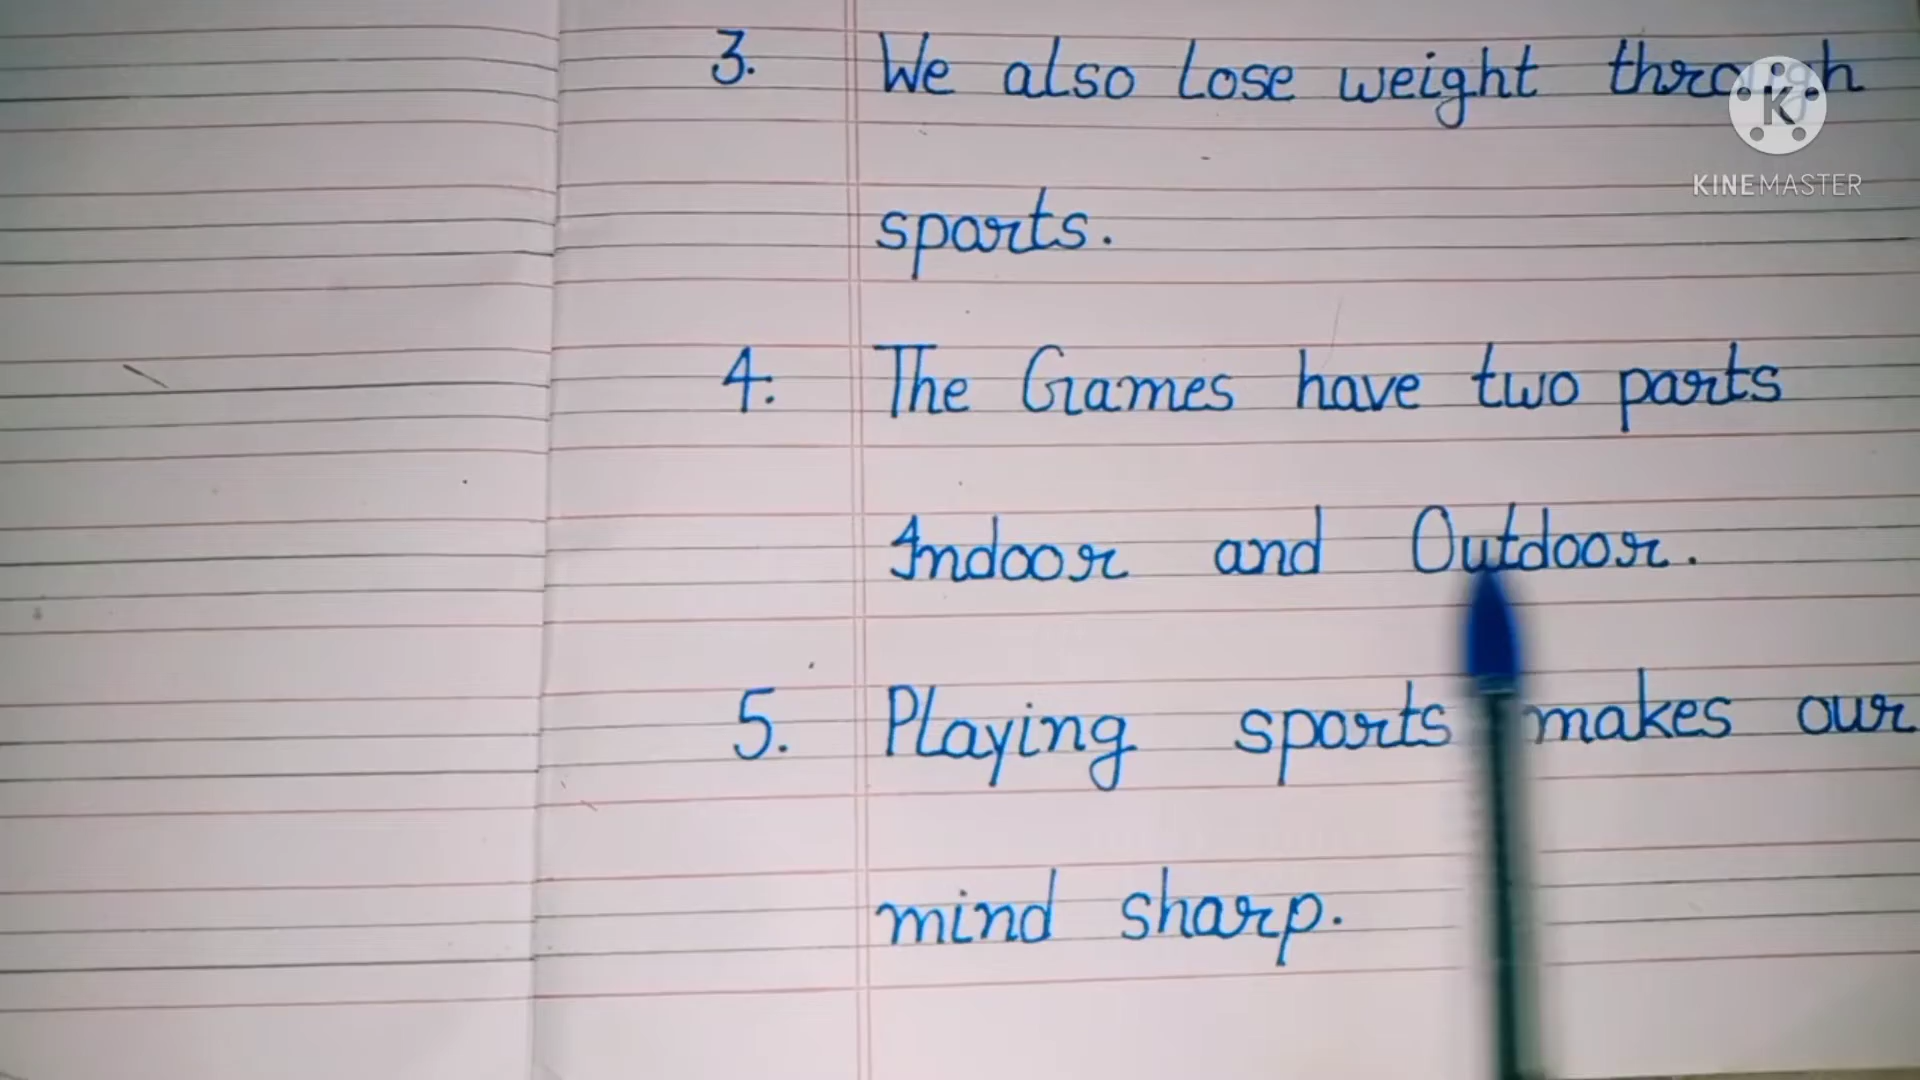 3. We also lose weight through
sports.
4. The Games have two parts
Indoor and Outdoor.
5. Playing sports makes our
mind sharp.
K
KINEMASTER